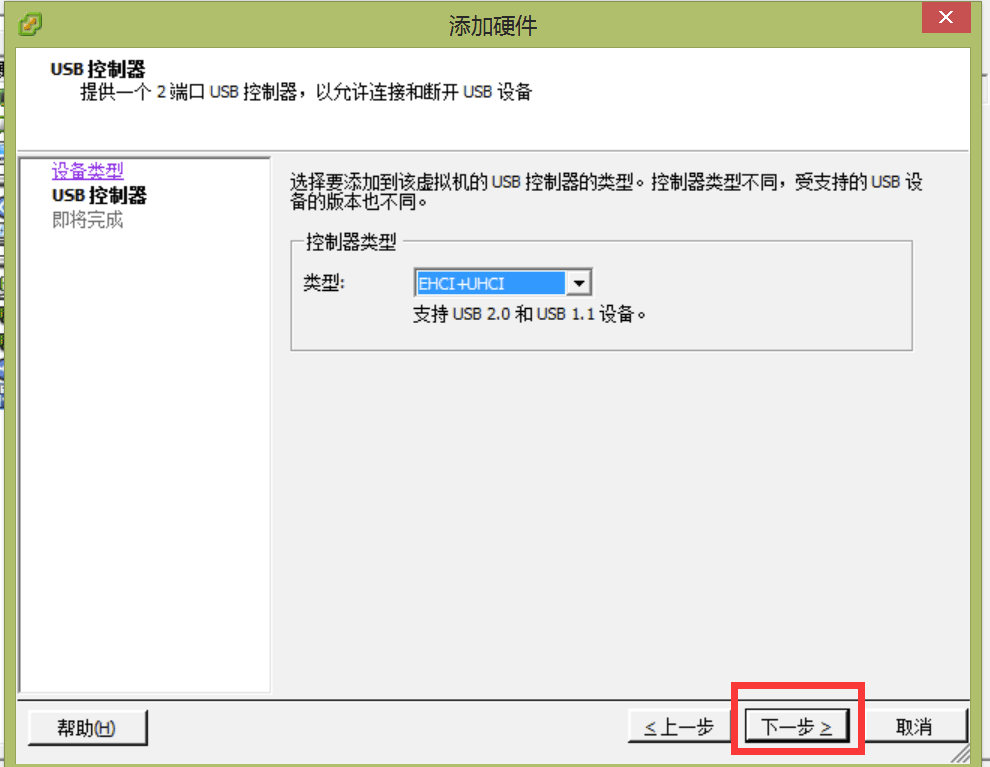 添加硬件
USB 控制器
提供一个 2 端口 USB 控制器，以允许连接和断开 USB 设备
设备类型
USB 控制器
即将完成
选择要添加到该虚拟机的 USB 控制器的类型。控制器类型不同，受支持的 USB 设
备的版本也不同。
控制器类型
类型:
EHCI+UHCI
支持 USB 2.0 和 USB 1.1 设备。
帮助(H)
≤ 上一步
下一步 ≥
取消